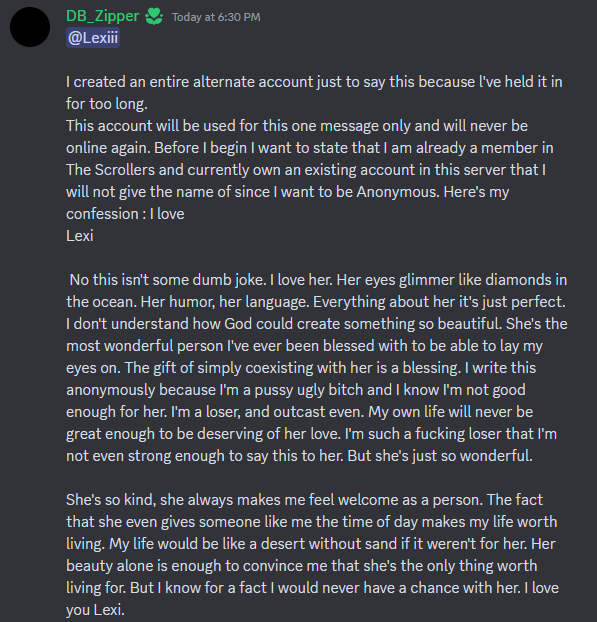 DB_Zipper Today at 6:30 PM
@Lexiii
I created an entire alternate account just to say this because I've held it in
for too long.
This account will be used for this one message only and will never be
online again. Before I begin I want to state that I am already a member in
The Scrollers and currently own an existing account in this server that I
will not give the name of since I want to be Anonymous. Here's my
confession : I love
Lexi
No this isn't some dumb joke. I love her. Her eyes glimmer like diamonds in
the ocean. Her humor, her language. Everything about her it's just perfect.
I don't understand how God could create something so beautiful. She's the
most wonderful person I've ever been blessed with to be able to lay my
eyes on. The gift of simply coexisting with her is a blessing. I write this
anonymously because I'm a pussy ugly bitch and I know I'm not good
enough for her. I'm a loser, and outcast even. My own life will never be
great enough to be deserving of her love. I'm such a fucking loser that I'm
not even strong enough to say this to her. But she's just so wonderful.
She's so kind, she always makes me feel welcome as a person. The fact
that she even gives someone like me the time of day makes my life worth
living. My life would be like a desert without sand if it weren't for her. Her
beauty alone is enough to convince me that she's the only thing worth
living for. But I know for a fact I would never have a chance with her. I love
you Lexi.